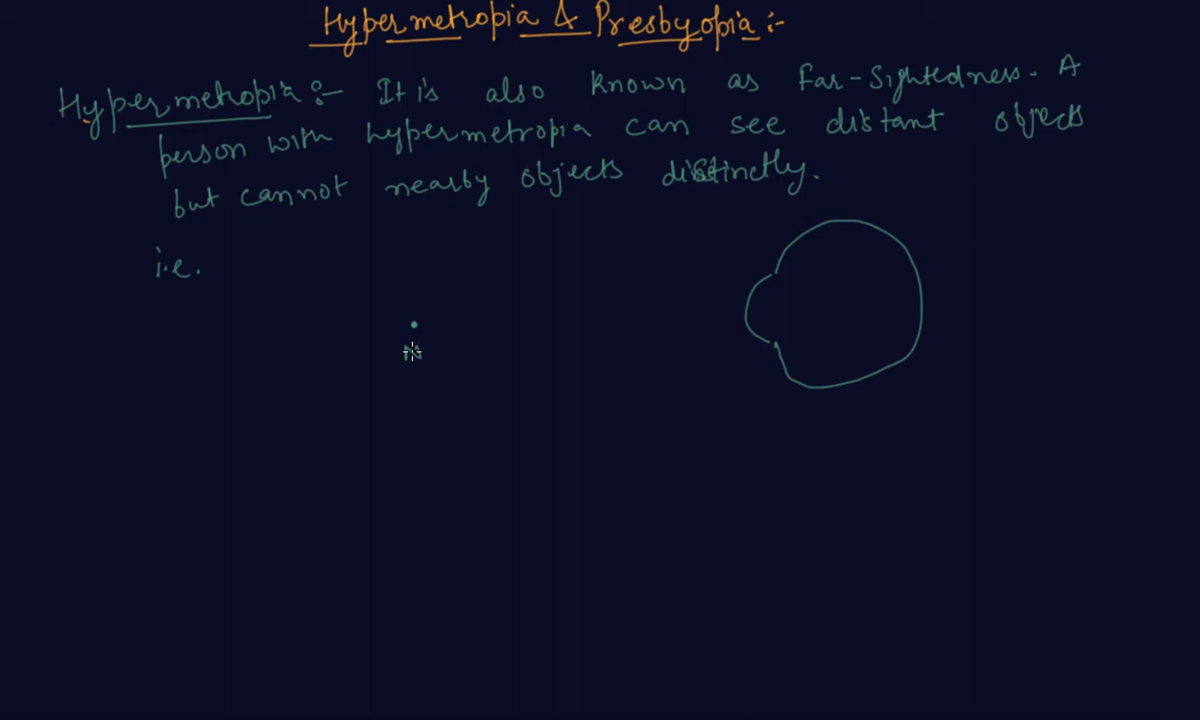 Hypermetropia & Presbyopia :-
Hypermetropia :- It is also known as Far-Sightedness. A
person with hypermetropia can see distant objects
but cannot nearby objects distinctly.
i.e.
N